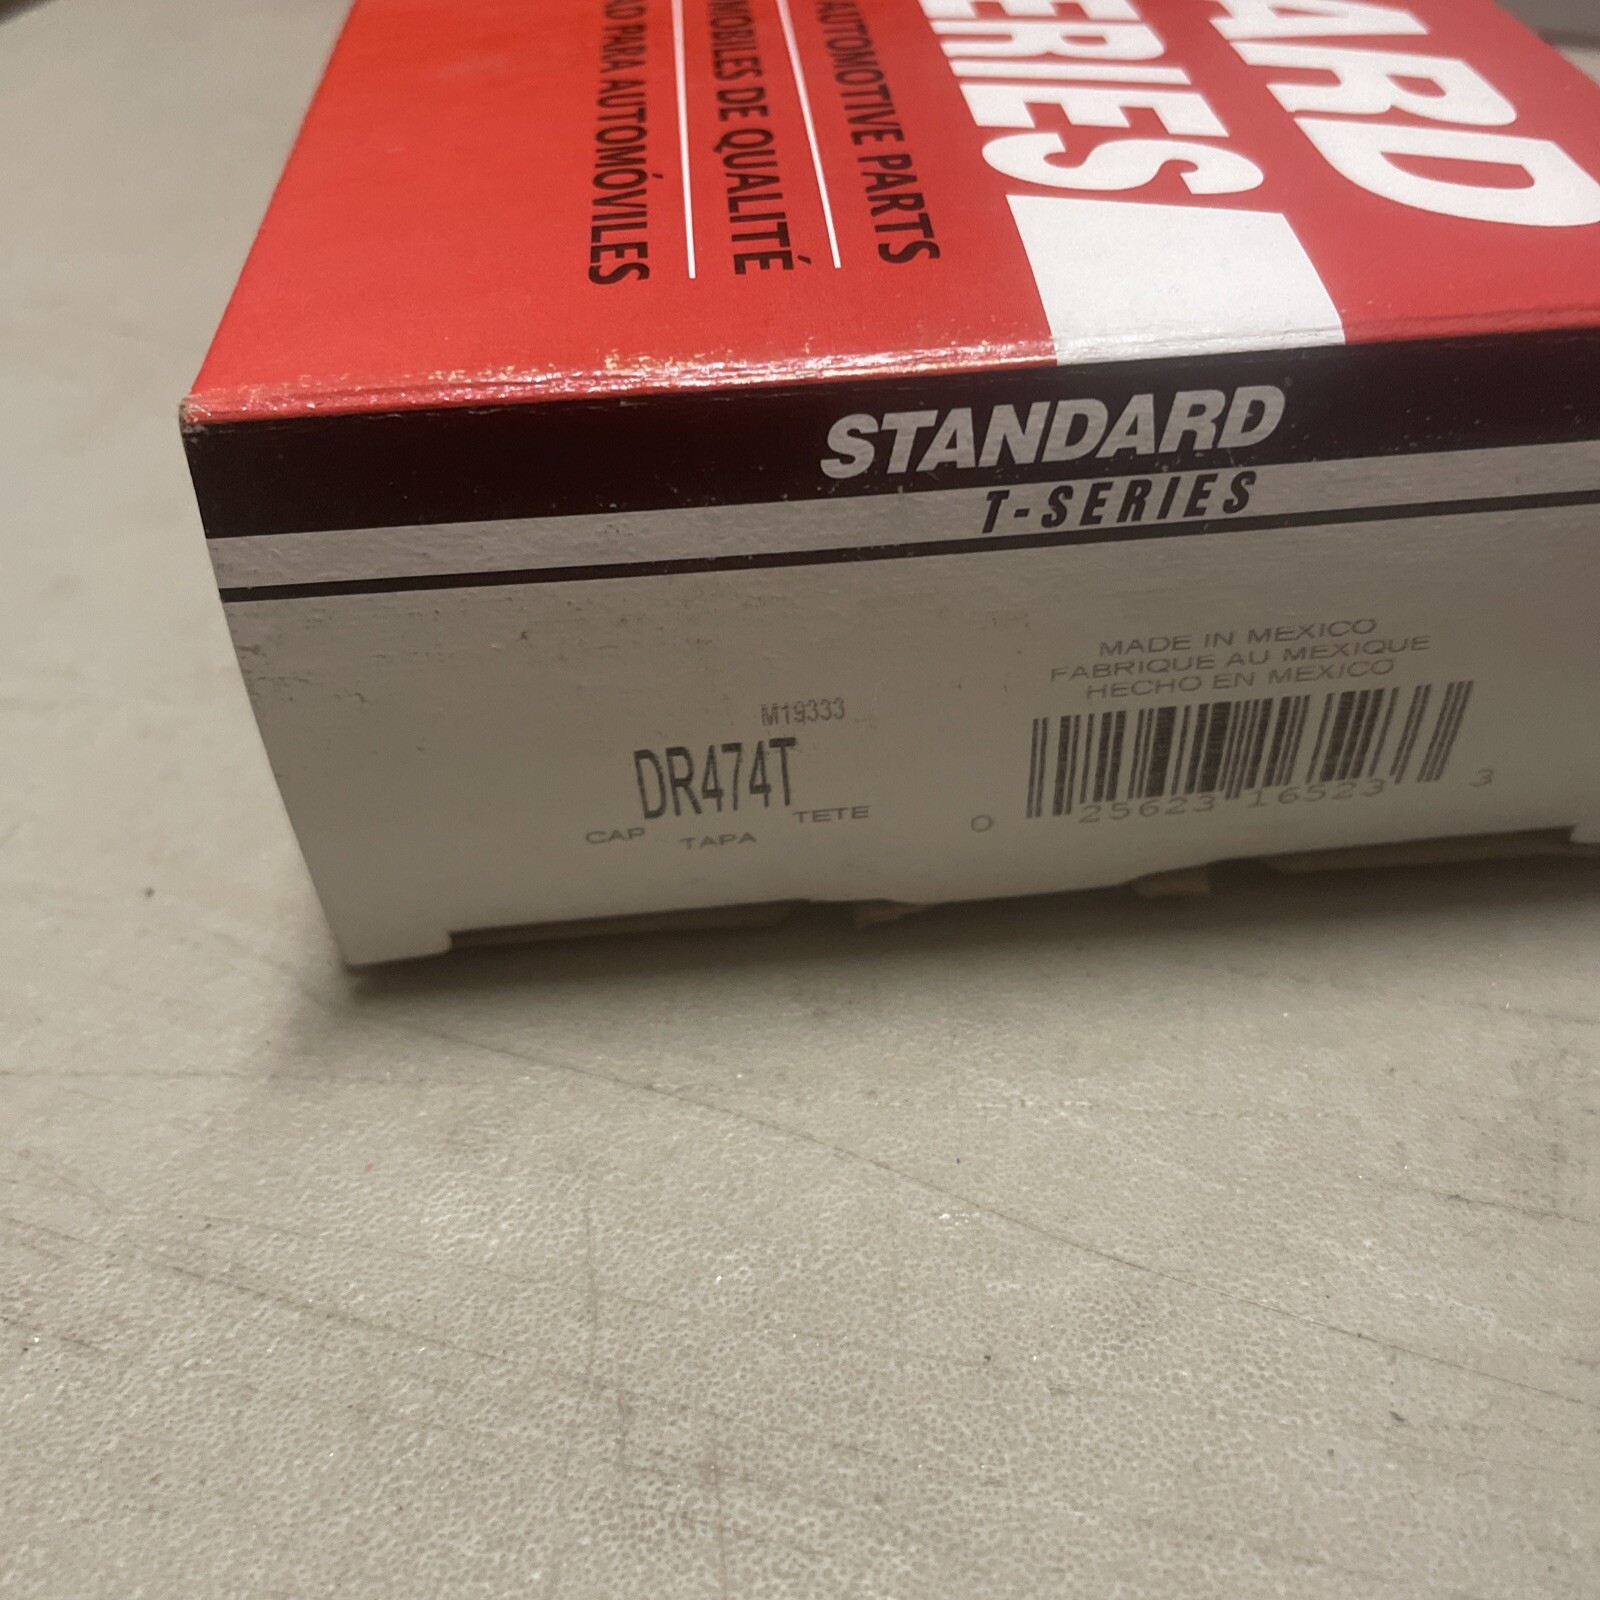 ARD
ERIES
AUTOMOTIVE PARTS
MOBILES DE QUALITÉ
AD PARA AUTOMÓVILES
STANDARD
T-SERIES
MADE IN MEXICO
FABRIQUE AU MEXIQUE
HECHO EN MEXICO
M19333
DR474T
CAP TAPA TETE
0 25623 16523 3